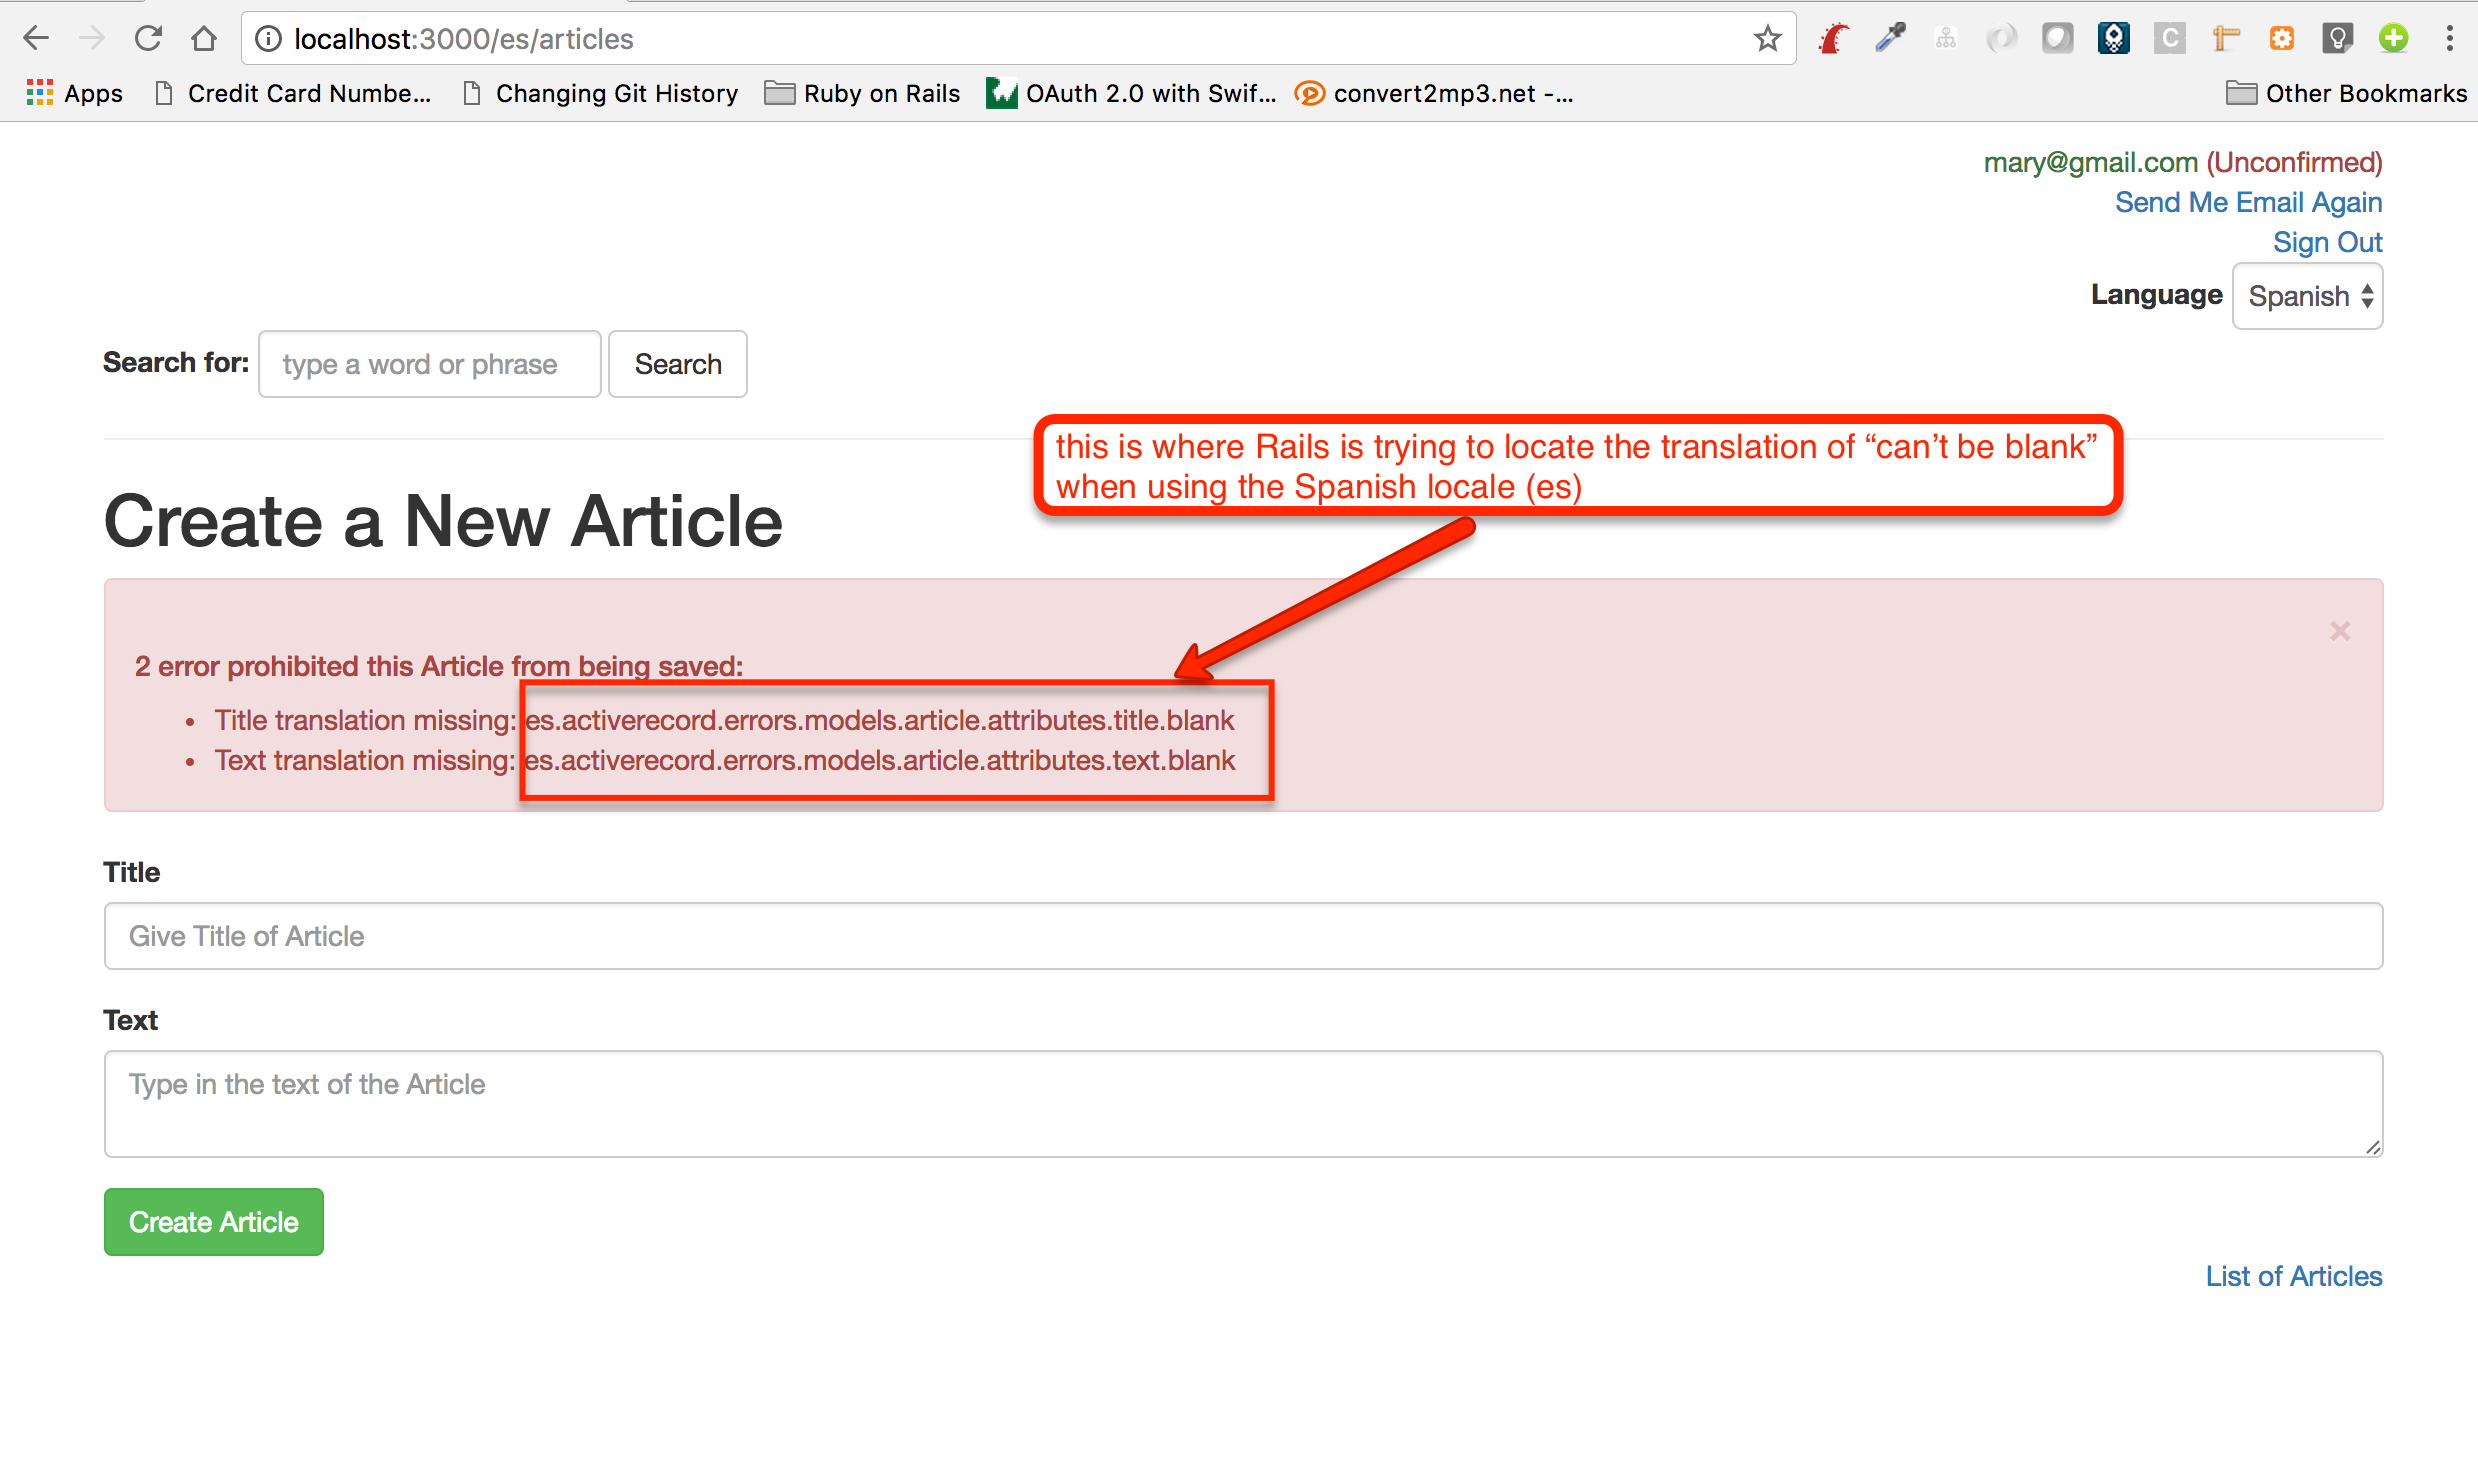 localhost:3000/es/articles
Apps Credit Card Numbe... Changing Git History Ruby on Rails OAuth 2.0 with Swif... convert2mp3.net -... Other Bookmarks
mary@gmail.com (Unconfirmed)
Send Me Email Again
Sign Out
Language Spanish
Search for: type a word or phrase Search
this is where Rails is trying to locate the translation of “can’t be blank”
when using the Spanish locale (es)
Create a New Article
×
2 error prohibited this Article from being saved:
• Title translation missing: es.activerecord.errors.models.article.attributes.title.blank
• Text translation missing: es.activerecord.errors.models.article.attributes.text.blank
Title
Give Title of Article
Text
Type in the text of the Article
Create Article
List of Articles